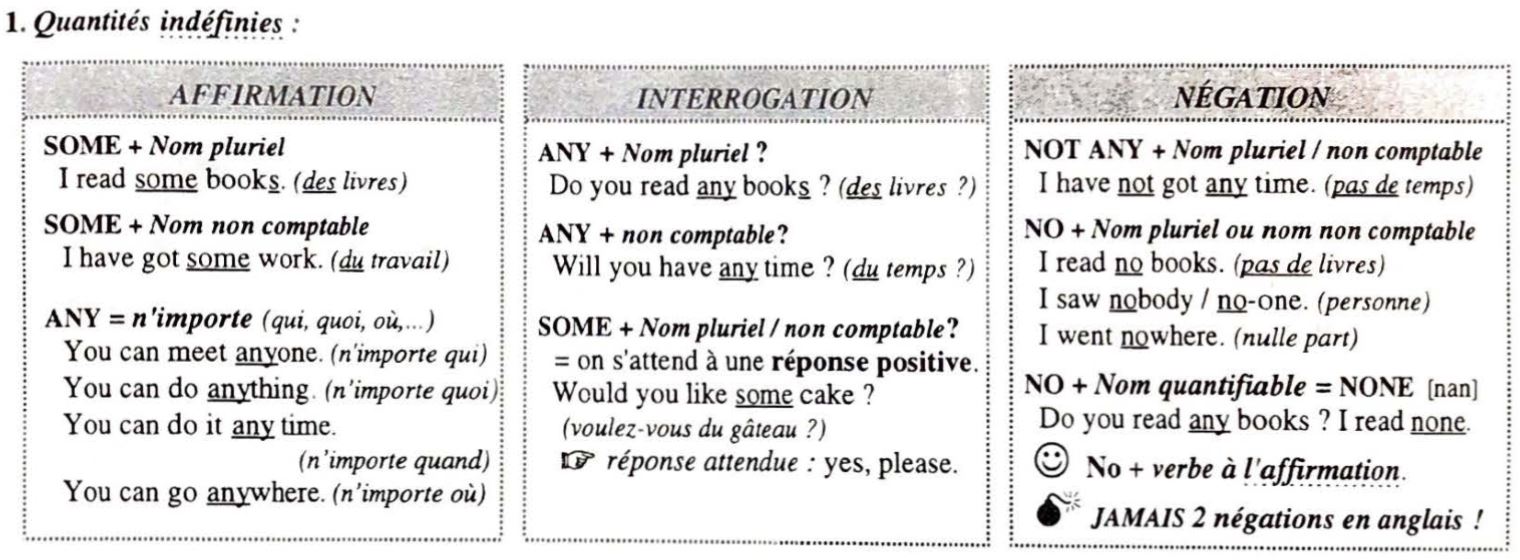 1. Quantités indéfinies :
AFFIRMATION
SOME + Nom pluriel
I read some books. (des livres)
SOME + Nom non comptable
I have got some work. (du travail)
ANY = n'importe (qui, quoi, où,...)
You can meet anyone. (n'importe qui)
You can do anything. (n'importe quoi)
You can do it any time.
(n'importe quand)
You can go anywhere. (n'importe où)
INTERROGATION
ANY + Nom pluriel ?
Do you read any books ? (des livres ?)
ANY + non comptable?
Will you have any time ? (du temps ?)
SOME + Nom pluriel / non comptable?
= on s'attend à une réponse positive.
Would you like some cake ?
(voulez-vous du gâteau ?)
☞ réponse attendue : yes, please.
NÉGATION
NOT ANY + Nom pluriel / non comptable
I have not got any time. (pas de temps)
NO + Nom pluriel ou nom non comptable
I read no books. (pas de livres)
I saw nobody / no-one. (personne)
I went nowhere. (nulle part)
NO + Nom quantifiable = NONE [nan]
Do you read any books ? I read none.
No + verbe à l'affirmation.
JAMAIS 2 négations en anglais !